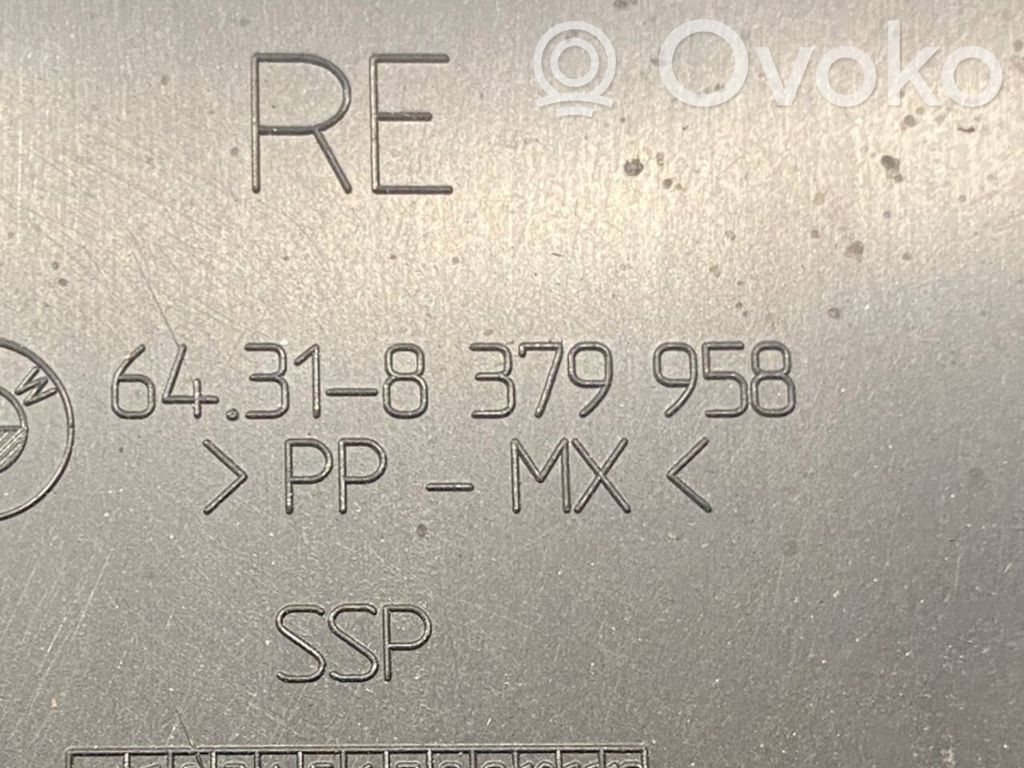 Ovoko
RE
W
64.31-8 379 958
>PP-MX<
SSP